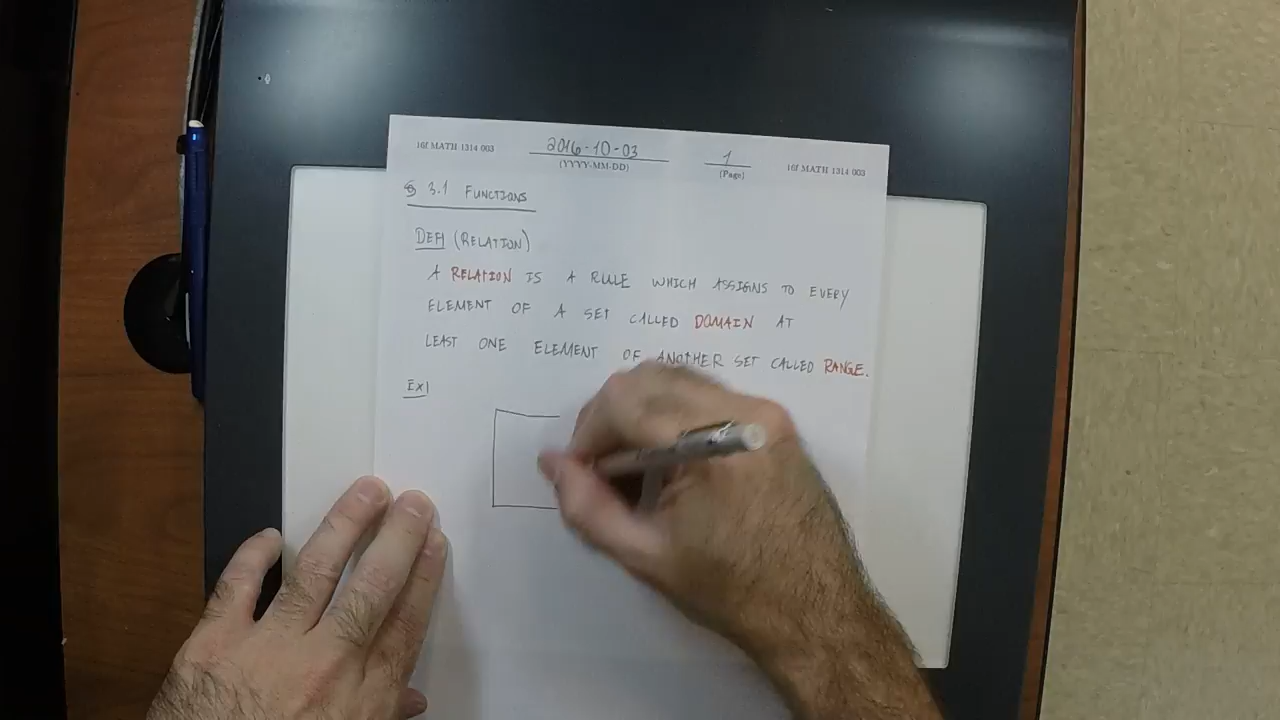 16f MATH 1314 003 2016-10-03 1 16f MATH 1314 003
(YYYY-MM-DD) (Page)
§ 3.1 FUNCTIONS
DEF1 (RELATION)
A RELATION IS A RULE WHICH ASSIGNS TO EVERY
ELEMENT OF A SET CALLED DOMAIN AT
LEAST ONE ELEMENT OF ANOTHER SET CALLED RANGE.
EX1